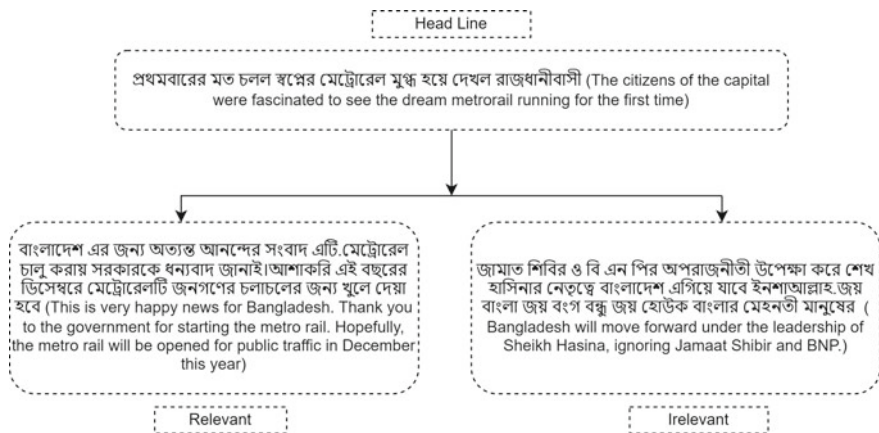 Head Line
প্রথমবারের মত চলল স্বপ্নের মেট্রোরেল মুগ্ধ হয়ে দেখল রাজধানীবাসী (The citizens of the capital
were fascinated to see the dream metrorail running for the first time)
বাংলাদেশ এর জন্য অত্যন্ত আনন্দের সংবাদ এটি.মেট্রোরেল
চালু করায় সরকারকে ধন্যবাদ জানাই।আশাকরি এই বছরের
ডিসেম্বরে মেট্রোরেলটি জনগণের চলাচলের জন্য খুলে দেয়া
হবে (This is very happy news for Bangladesh. Thank you
to the government for starting the metro rail. Hopefully,
the metro rail will be opened for public traffic in December
this year)
Relevant
জামাত শিবির ও বি এন পির অপরাজনীতী উপেক্ষা করে শেখ
হাসিনার নেতৃত্বে বাংলাদেশ এগিয়ে যাবে ইনশাআল্লাহ.জয়
বাংলা জয় বংগ বন্ধু জয় হোউক বাংলার মেহনতী মানুষের (
Bangladesh will move forward under the leadership of
Sheikh Hasina, ignoring Jamaat Shibir and BNP.)
Irelevant